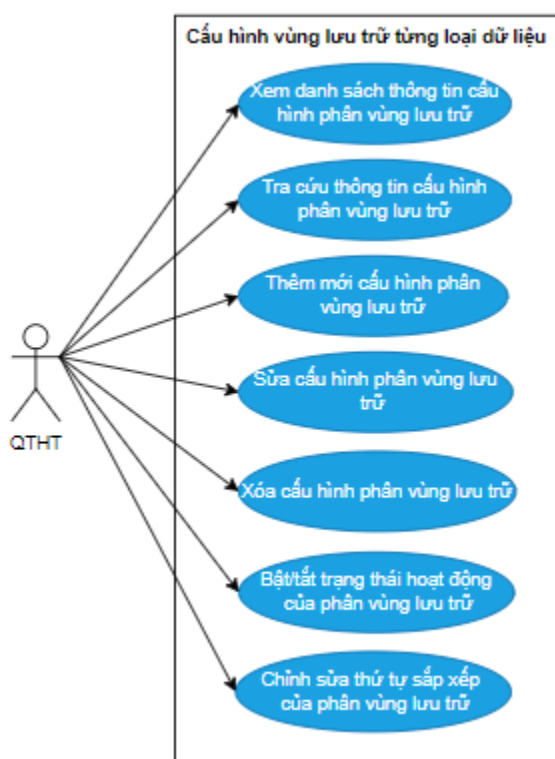 Cấu hình vùng lưu trữ từng loại dữ liệu
Xem danh sách thông tin cấu
hình phân vùng lưu trữ
Tra cứu thông tin cấu hình
phân vùng lưu trữ
Thêm mới cấu hình phân
vùng lưu trữ
Sửa cấu hình phân vùng lưu
trữ
QTHT
Xóa cấu hình phân vùng lưu trữ
Bật/tắt trạng thái hoạt động
của phân vùng lưu trữ
Chỉnh sửa thứ tự sắp xếp
của phân vùng lưu trữ